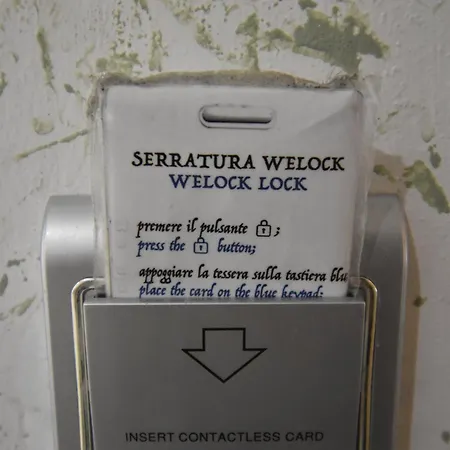 SERRATURA WELOCK
WELOCK LOCK
premere il pulsante ;
press the button;
appoggiare la tessera sulla tastiera blu
place the card on the blue keypad;
INSERT CONTACTLESS CARD